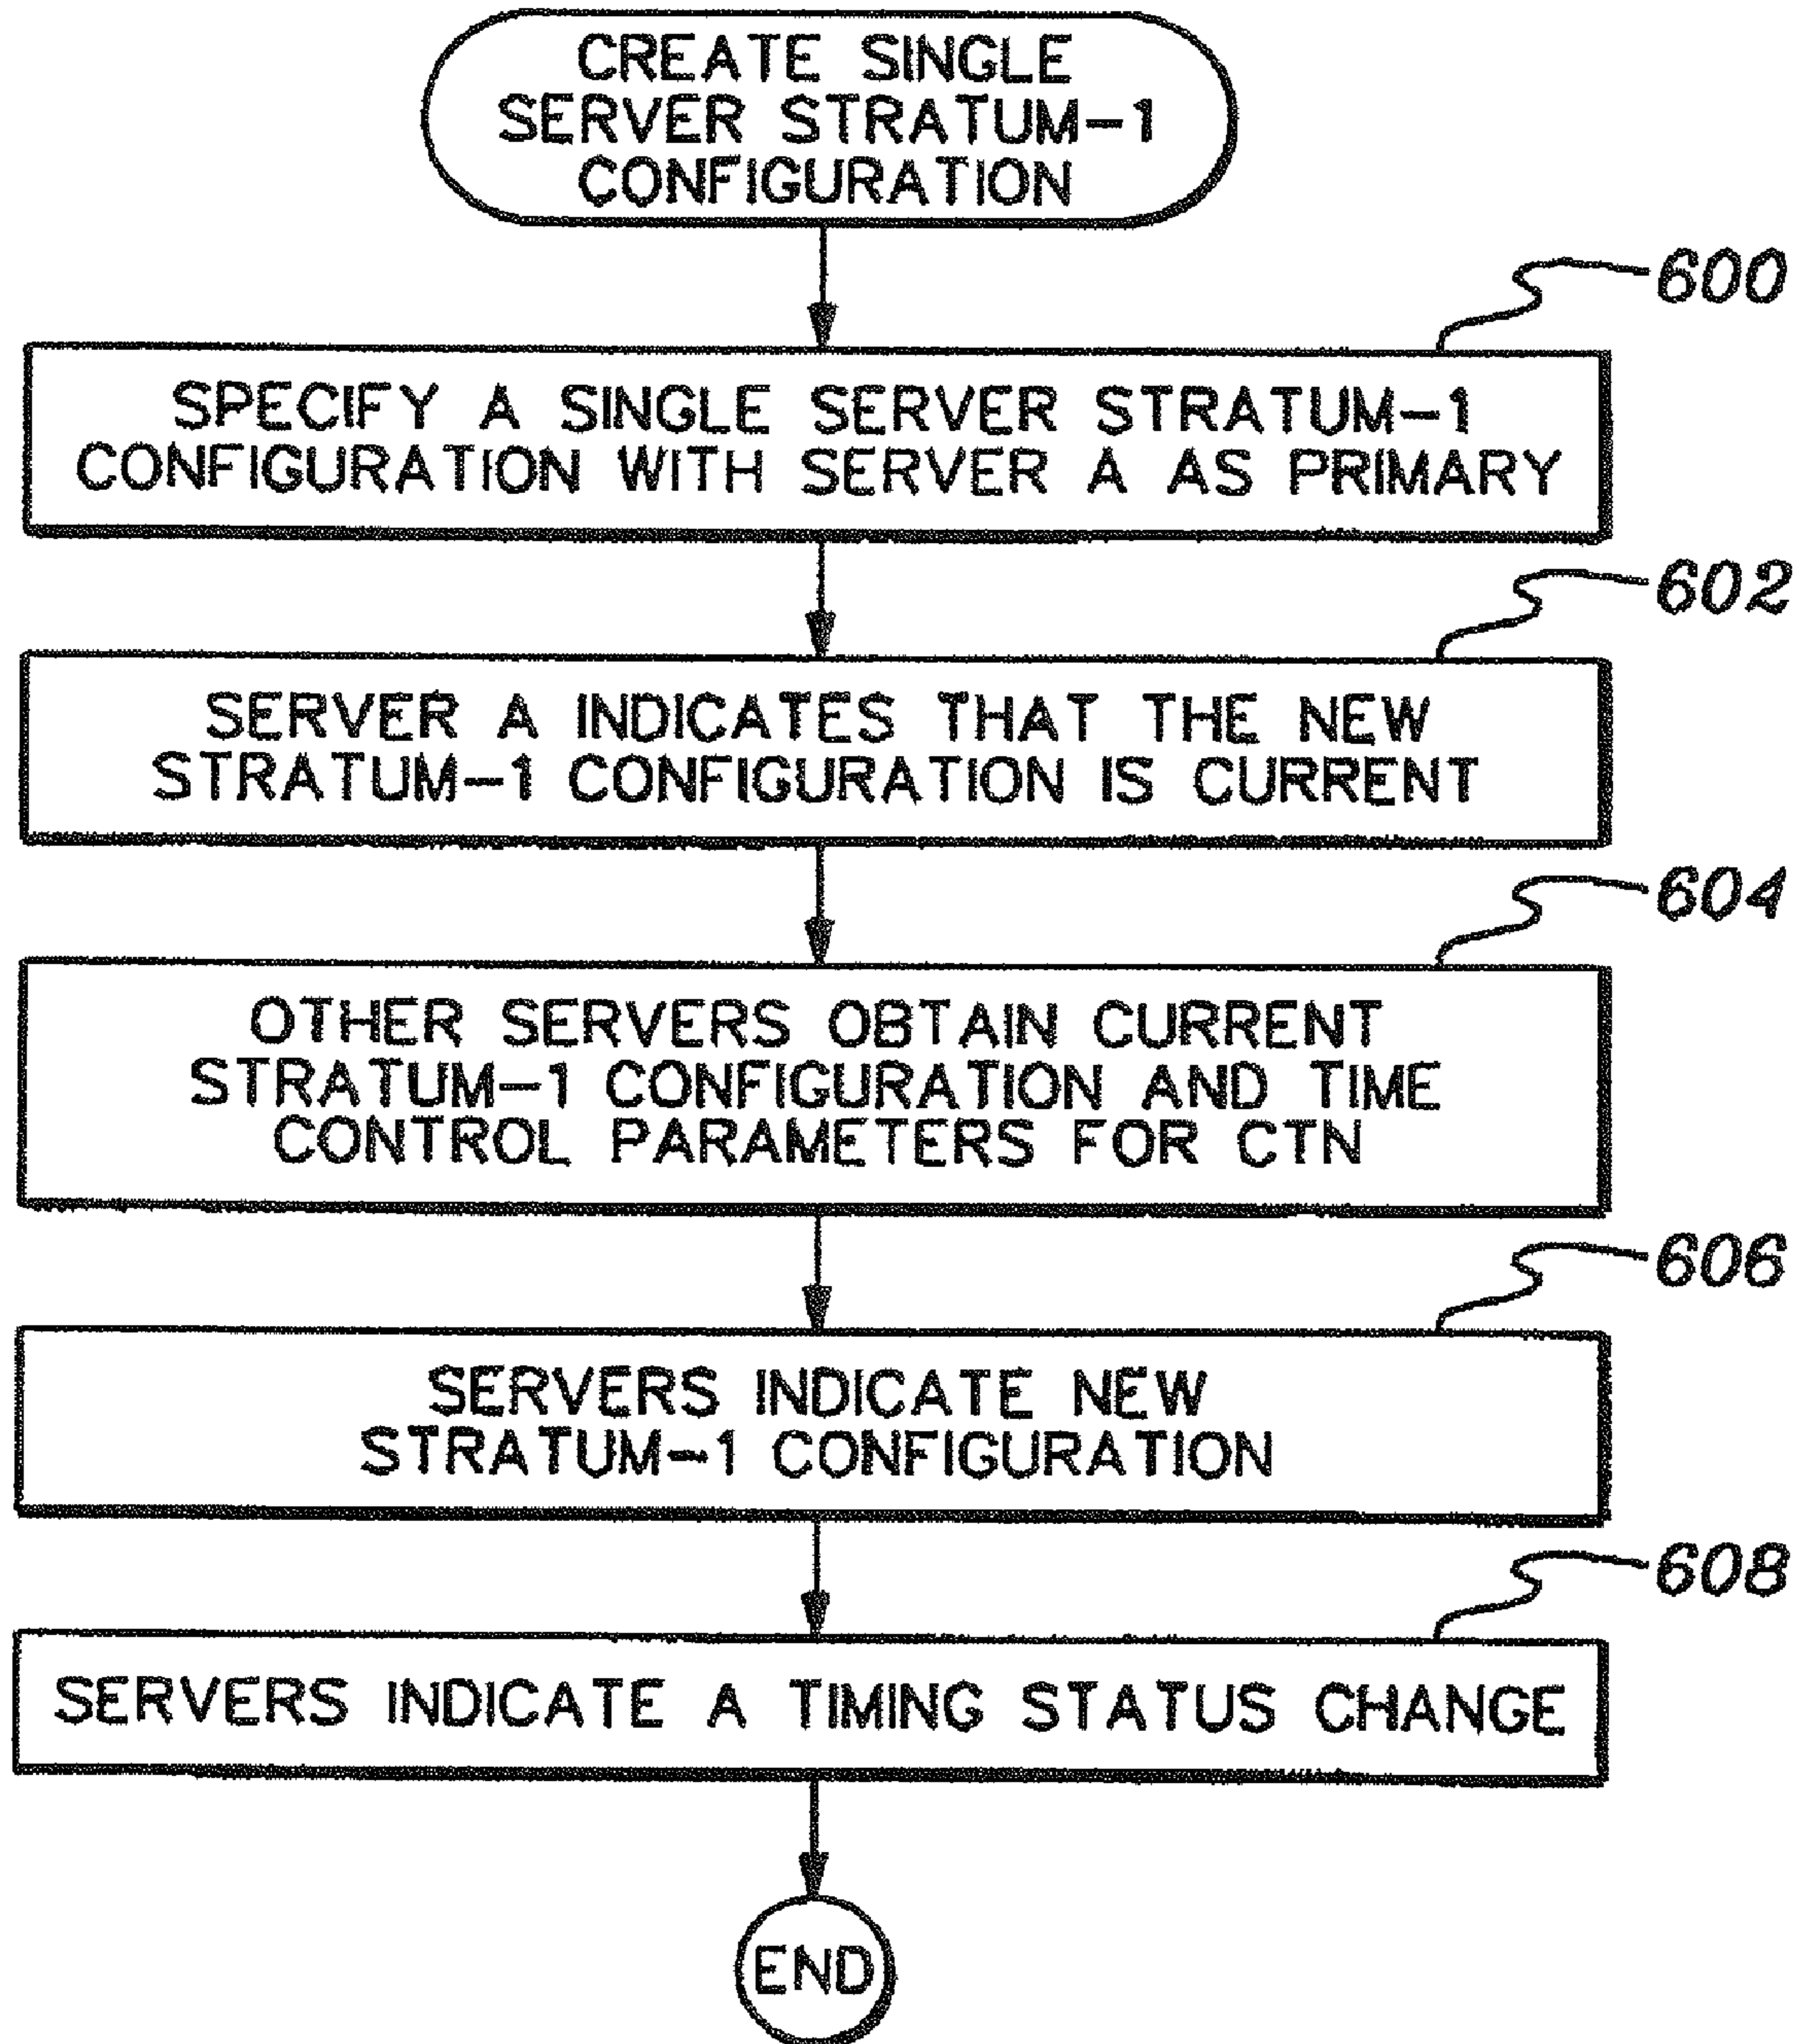 CREATE SINGLE
SERVER STRATUM-1
CONFIGURATION
600
SPECIFY A SINGLE SERVER STRATUM-1
CONFIGURATION WITH SERVER A AS PRIMARY
602
SERVER A INDICATES THAT THE NEW
STRATUM-1 CONFIGURATION IS CURRENT
604
OTHER SERVERS OBTAIN CURRENT
STRATUM-1 CONFIGURATION AND TIME
CONTROL PARAMETERS FOR CTN
606
SERVERS INDICATE NEW
STRATUM-1 CONFIGURATION
608
SERVERS INDICATE A TIMING STATUS CHANGE
END